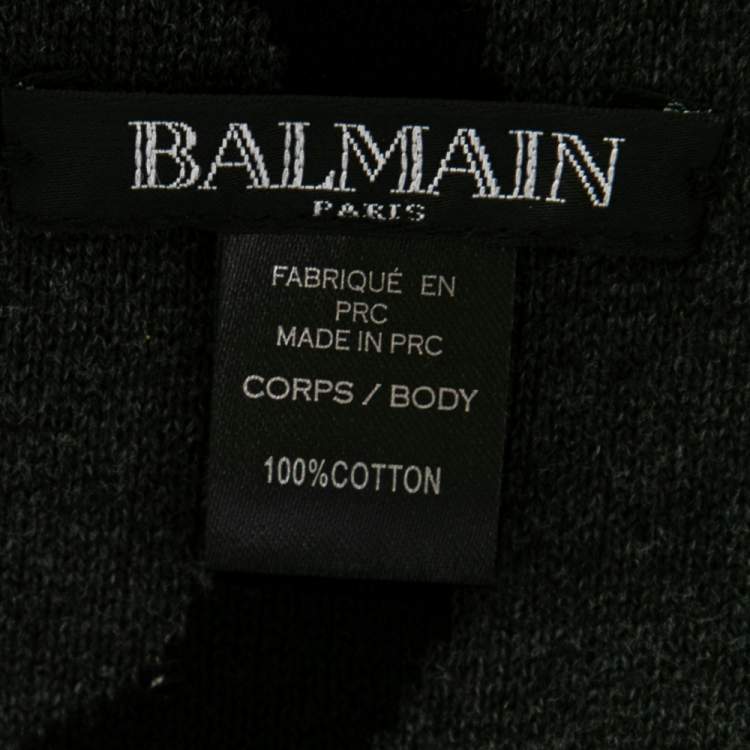 BALMAIN
PARIS
FABRIQUÉ EN
PRC
MADE IN PRC
CORPS / BODY
100%COTTON